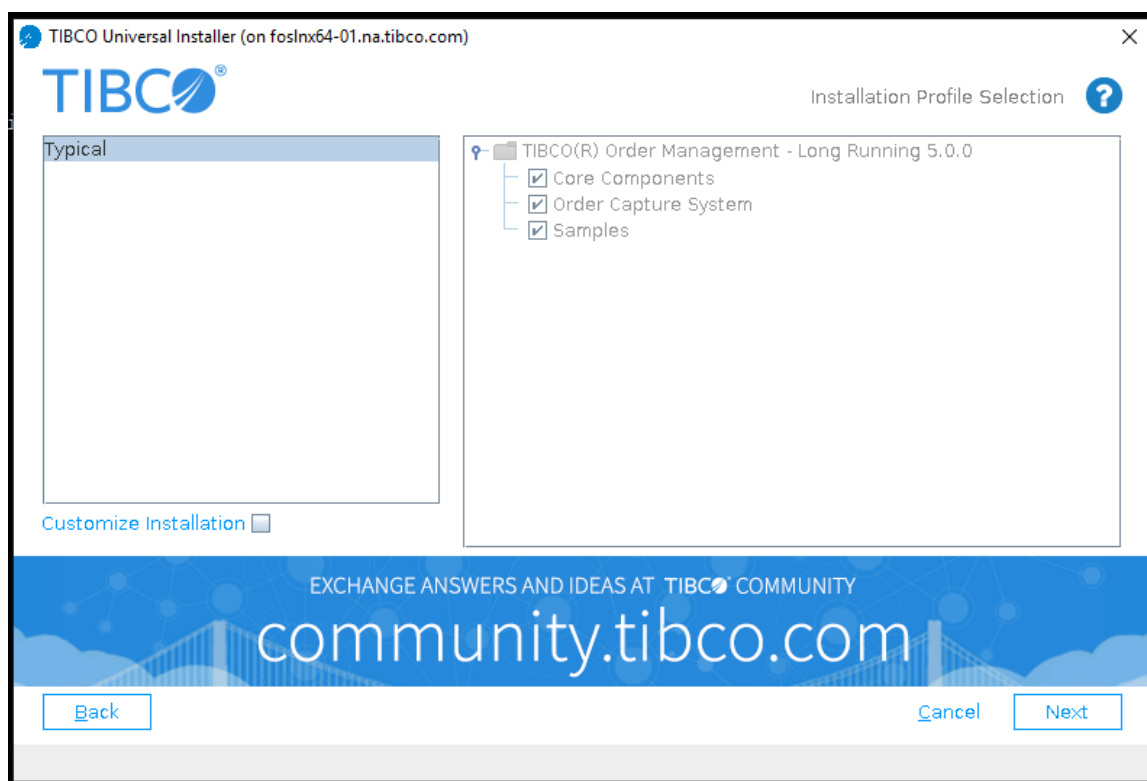 TIBCO Universal Installer (on foslnx64-01.na.tibco.com)
TIBCO®
Installation Profile Selection ?
Typical
TIBCO(R) Order Management - Long Running 5.0.0
Core Components
Order Capture System
Samples
Customize Installation
EXCHANGE ANSWERS AND IDEAS AT TIBCO® COMMUNITY
community.tibco.com
Back
Cancel
Next